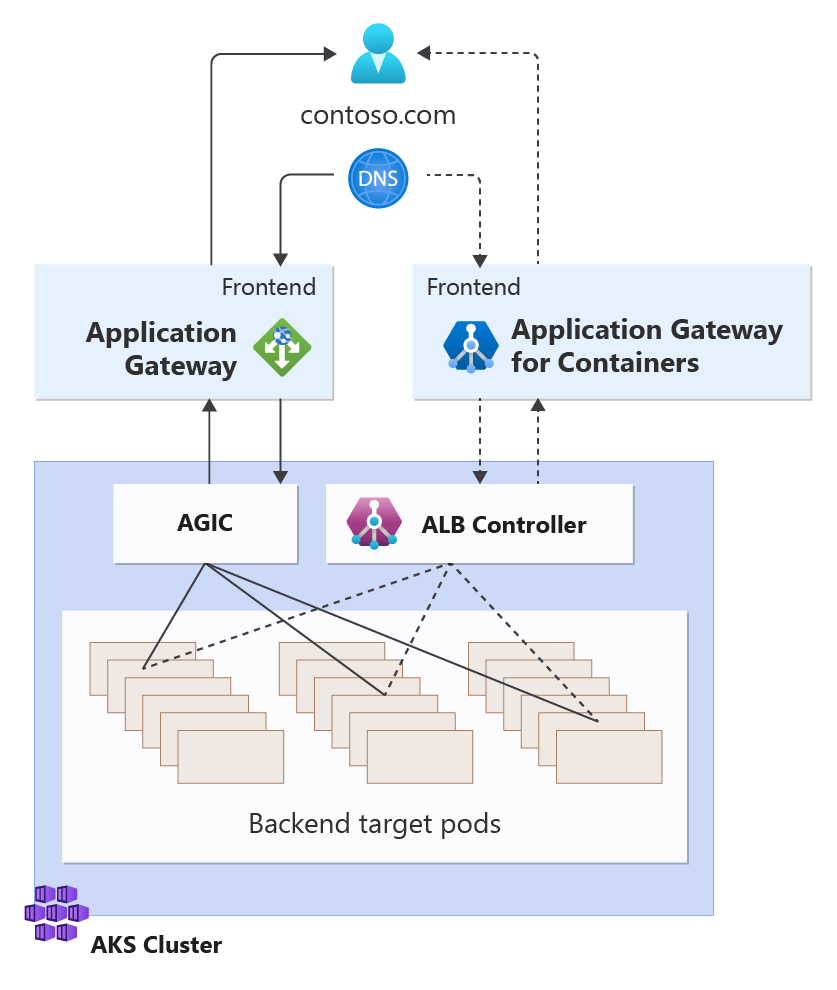 contoso.com
DNS
Frontend
Application
Gateway
Frontend
Application Gateway
for Containers
AGIC
ALB Controller
Backend target pods
AKS Cluster